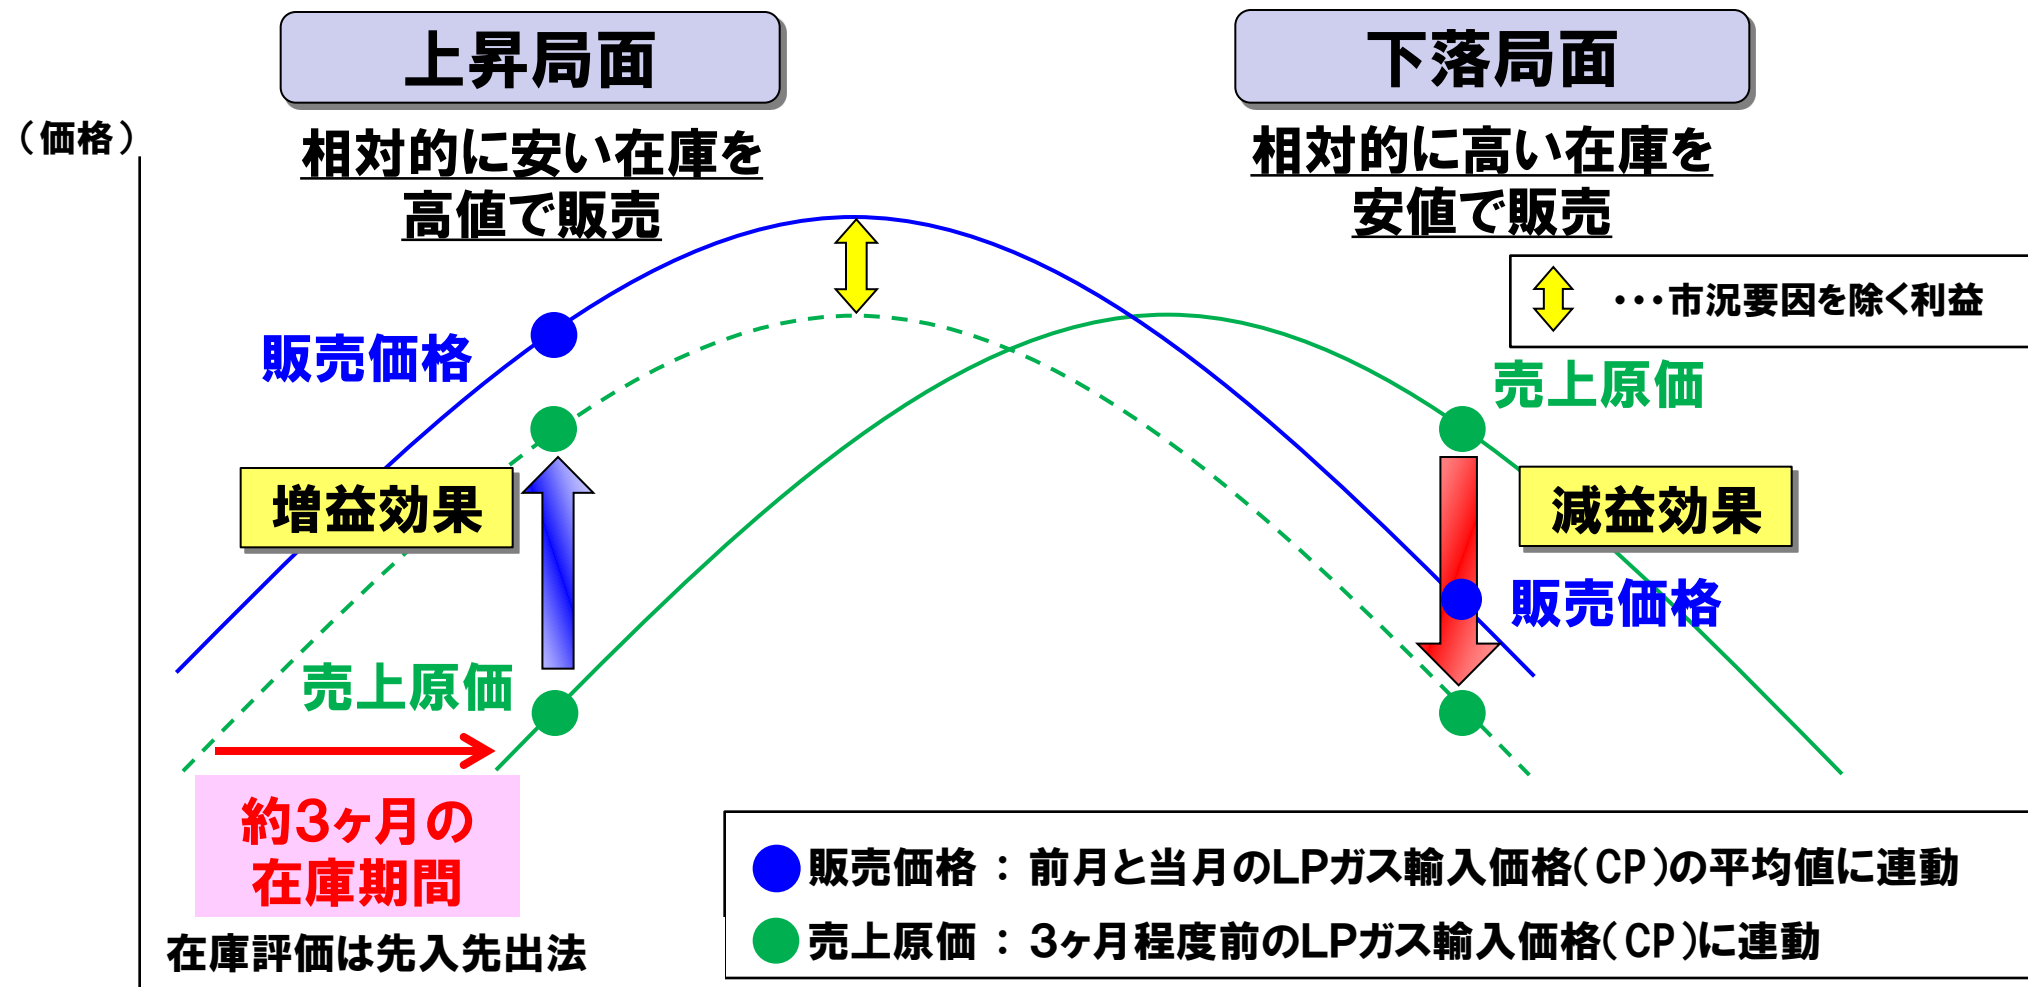 上昇局面
下落局面
（価格）
相対的に安い在庫を
高値で販売
相対的に高い在庫を
安値で販売
・・・市況要因を除く利益
販売価格
売上原価
増益効果
減益効果
販売価格
売上原価
約3ヶ月の
在庫期間
在庫評価は先入先出法
販売価格 ： 前月と当月のLPガス輸入価格(CP)の平均値に連動
売上原価 ： 3ヶ月程度前のLPガス輸入価格(CP)に連動